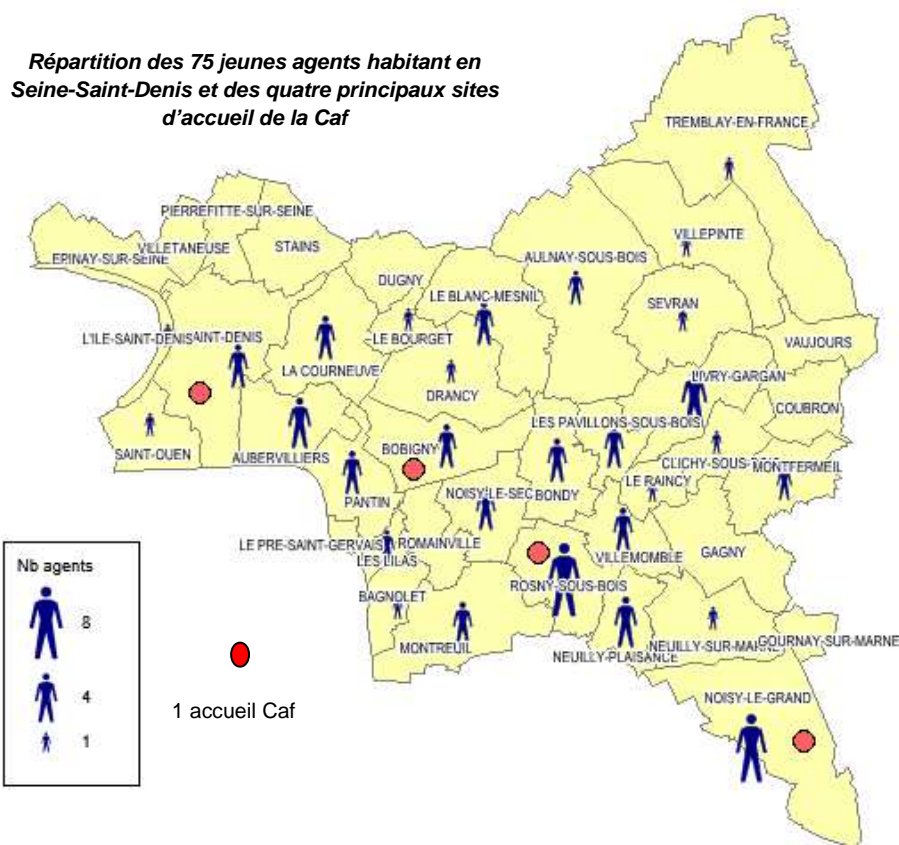 Répartition des 75 jeunes agents habitant en
Seine-Saint-Denis et des quatre principaux sites
d'accueil de la Caf
TREMBLAY-EN-FRANCE
PIERREFITTE-SUR-SEINE
VILLETANEUSE
STAINS
EPINAY-SUR-SEINE
VILLEPINTE
AULNAY-SOUS-BOIS
DUGNY
LE BLANC-MESNIL
SEVRAN
L'ILE-SAINT-DENIS
AINT-DENIS
LE BOURGET
VAUJOURS
LA COURNEUVE
LIVRY-GARGAN
DRANCY
COUBRON
LES PAVILLONS-SOUS-BOIS
SAINT-OUEN
AUBERVILLIERS
BOBIGNY
CLICHY-SOUS-
MONTFERMEIL
PANTIN
NOISY-LE-SEC
BONDY
LE RAINCY
LE PRE-SAINT-GERVAIS
ROMAINVILLE
LES LILAS
VILLEMOMBLE
GAGNY
ROSNY-SOUS-BOIS
BAGNOLET
MONTREUIL
NEUILLY-PLAISANCE
NEUILLY-SUR-MARNE
GOURNAY-SUR-MARNE
NOISY-LE-GRAND
Nb agents
8
4
1
1 accueil Caf